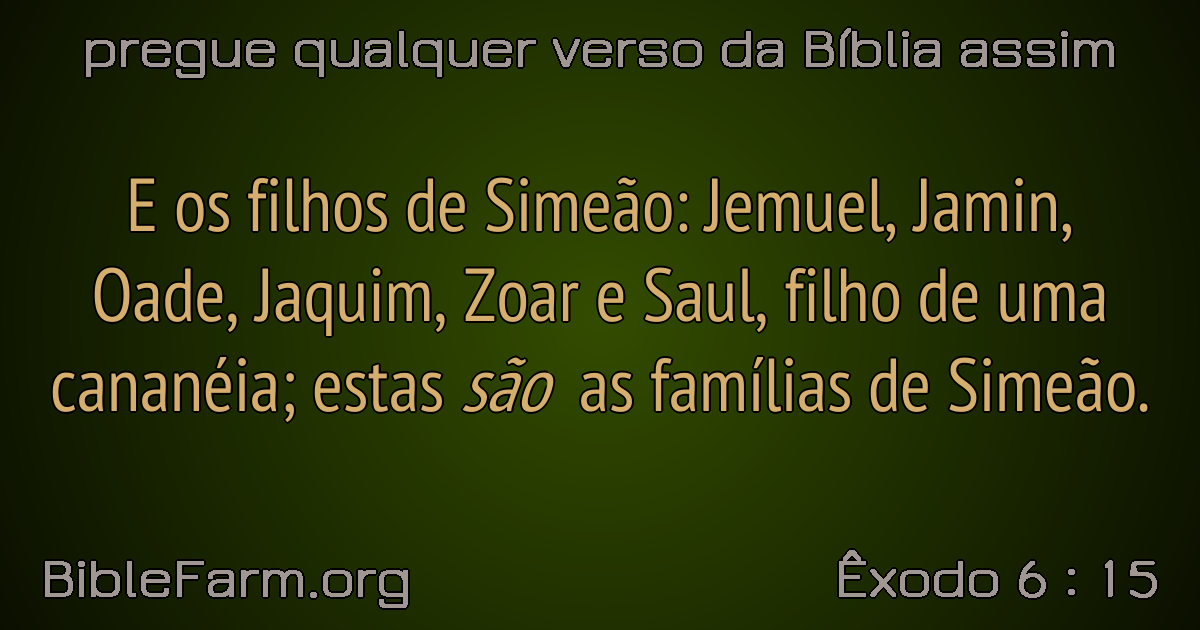 pregue qualquer verso da Bíblia assim
E os filhos de Simeão: Jemuel, Jamin,
Oade, Jaquim, Zoar e Saul, filho de uma
cananéia; estas são as famílias de Simeão.
BibleFarm.org
Êxodo 6 : 15